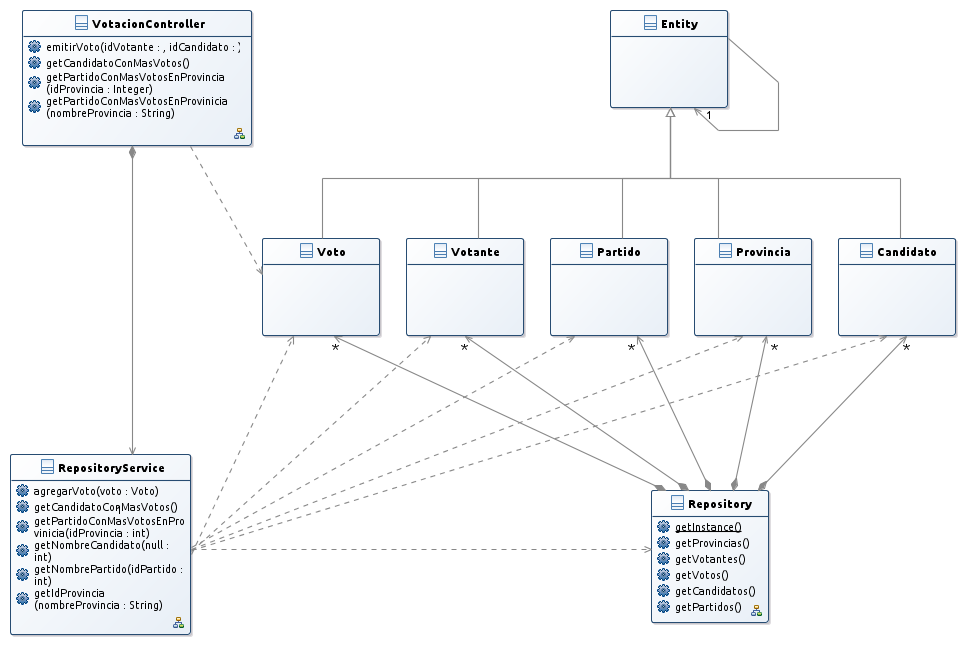 VotacionController
emitirVoto(idVotante : , idCandidato : )
getCandidatoConMasVotos()
getPartidoConMasVotosEnProvincia
(idProvincia : Integer)
getPartidoConMasVotosEnProvinicia
(nombreProvincia : String)
Entity
1
Voto
Votante
Partido
Provincia
Candidato
*
*
*
*
*
RepositoryService
agregarVoto(voto : Voto)
getCandidatoConMasVotos()
getPartidoConMasVotosEnPro
vinicia(idProvincia : int)
getNombreCandidato(null :
int)
getNombrePartido(idPartido :
int)
getIdProvincia
(nombreProvincia : String)
Repository
getInstance()
getProvincias()
getVotantes()
getVotos()
getCandidatos()
getPartidos()